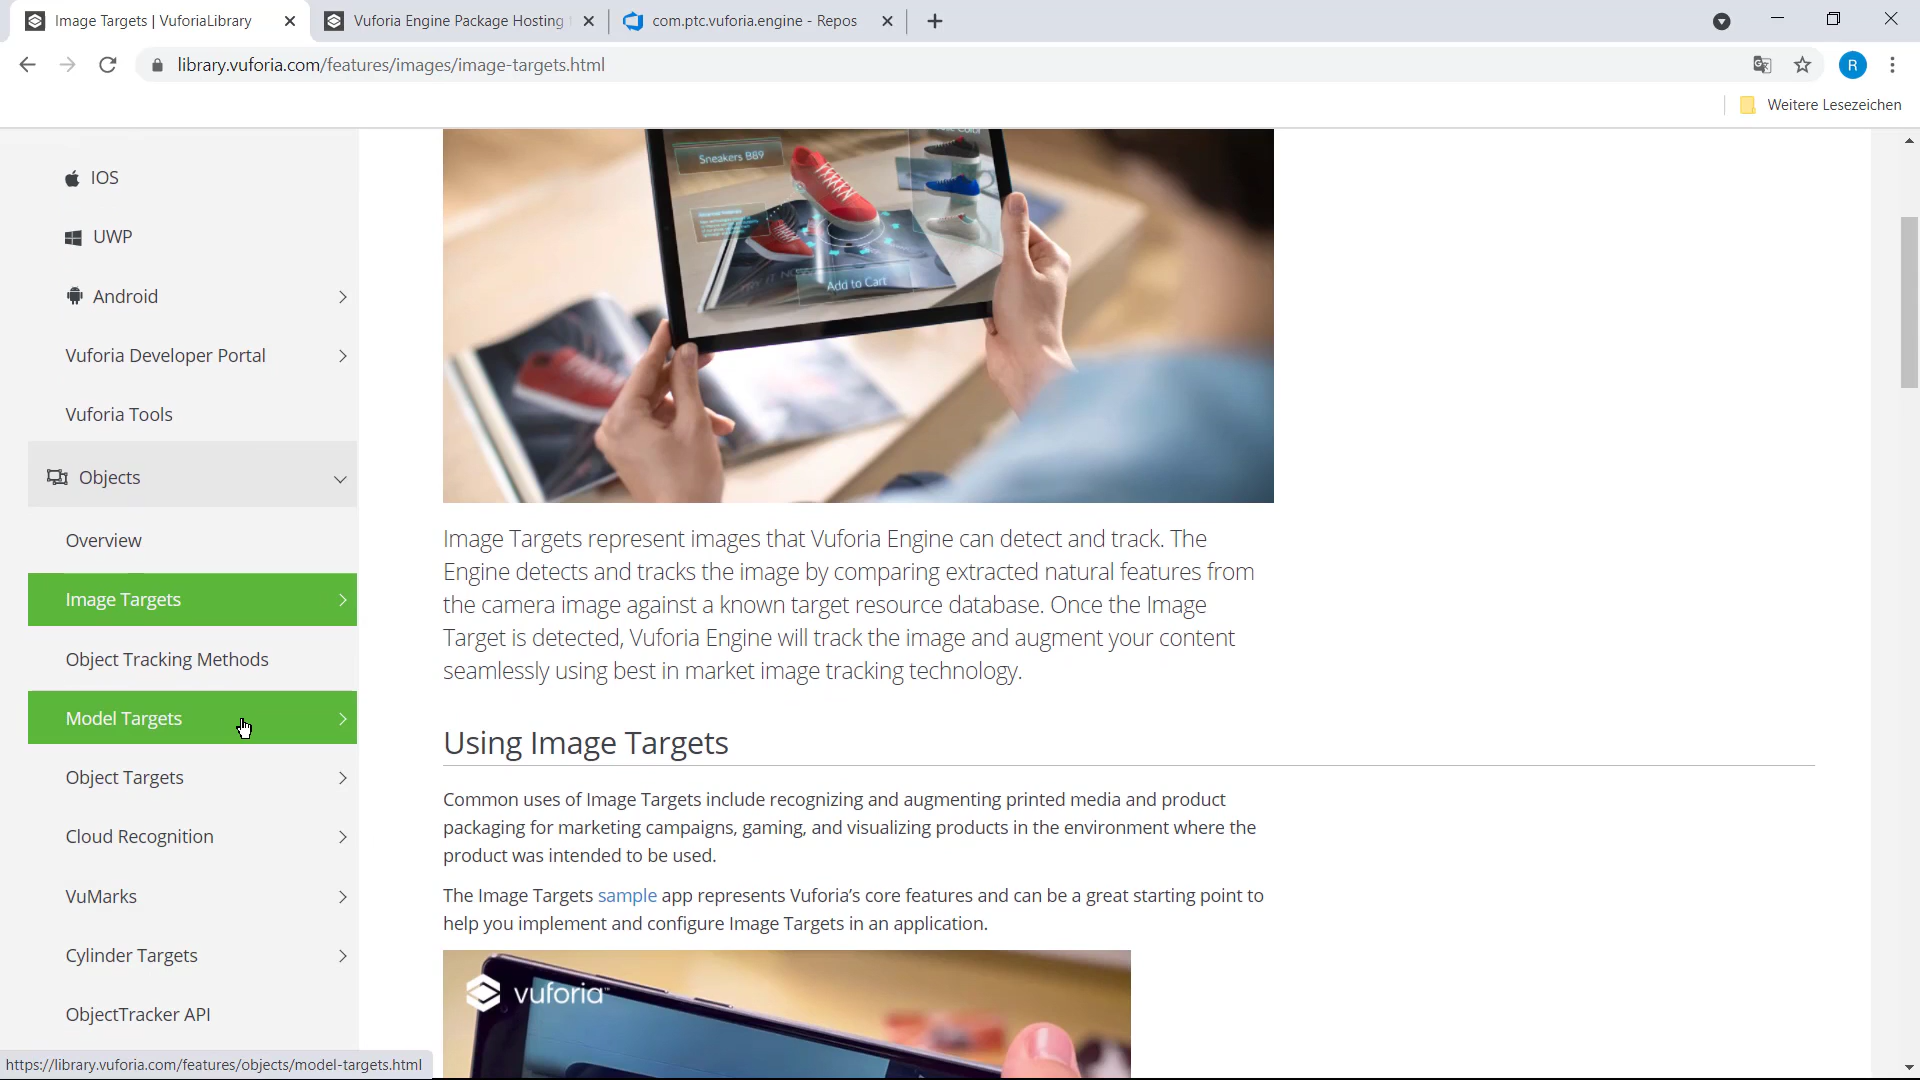 Image Targets | VuforiaLibrary
Vuforia Engine Package Hosting
com.ptc.vuforia.engine - Repos
library.vuforia.com/features/images/image-targets.html
R
Weitere Lesezeichen
IOS
UWP
Android
Vuforia Developer Portal
Vuforia Tools
Objects
Overview
Image Targets
Object Tracking Methods
Model Targets
Object Targets
Cloud Recognition
VuMarks
Cylinder Targets
ObjectTracker API
https://library.vuforia.com/features/objects/model-targets.html
Sneakers B89
Add to Cart
Image Targets represent images that Vuforia Engine can detect and track. The
Engine detects and tracks the image by comparing extracted natural features from
the camera image against a known target resource database. Once the Image
Target is detected, Vuforia Engine will track the image and augment your content
seamlessly using best in market image tracking technology.
Using Image Targets
Common uses of Image Targets include recognizing and augmenting printed media and product
packaging for marketing campaigns, gaming, and visualizing products in the environment where the
product was intended to be used.
The Image Targets sample app represents Vuforia's core features and can be a great starting point to
help you implement and configure Image Targets in an application.
vuforia™